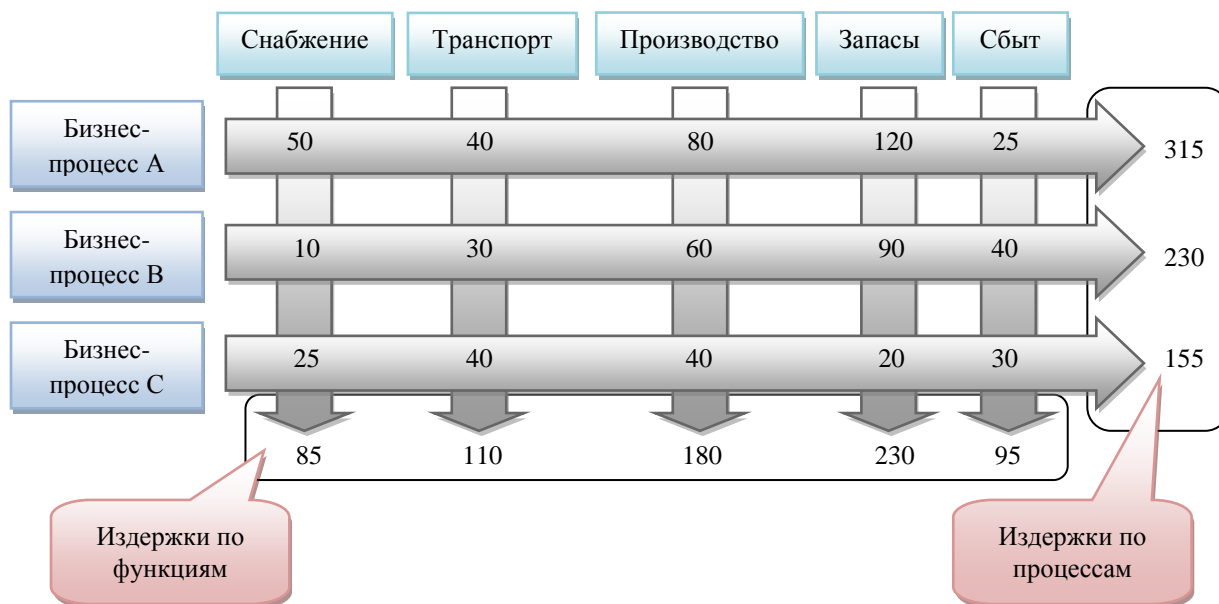 Снабжение Транспорт Производство Запасы Сбыт
Бизнес-
процесс А
50 40 80 120 25 315
Бизнес-
процесс В
10 30 60 90 40 230
Бизнес-
процесс С
25 40 40 20 30 155
85 110 180 230 95
Издержки по
функциям
Издержки по
процессам